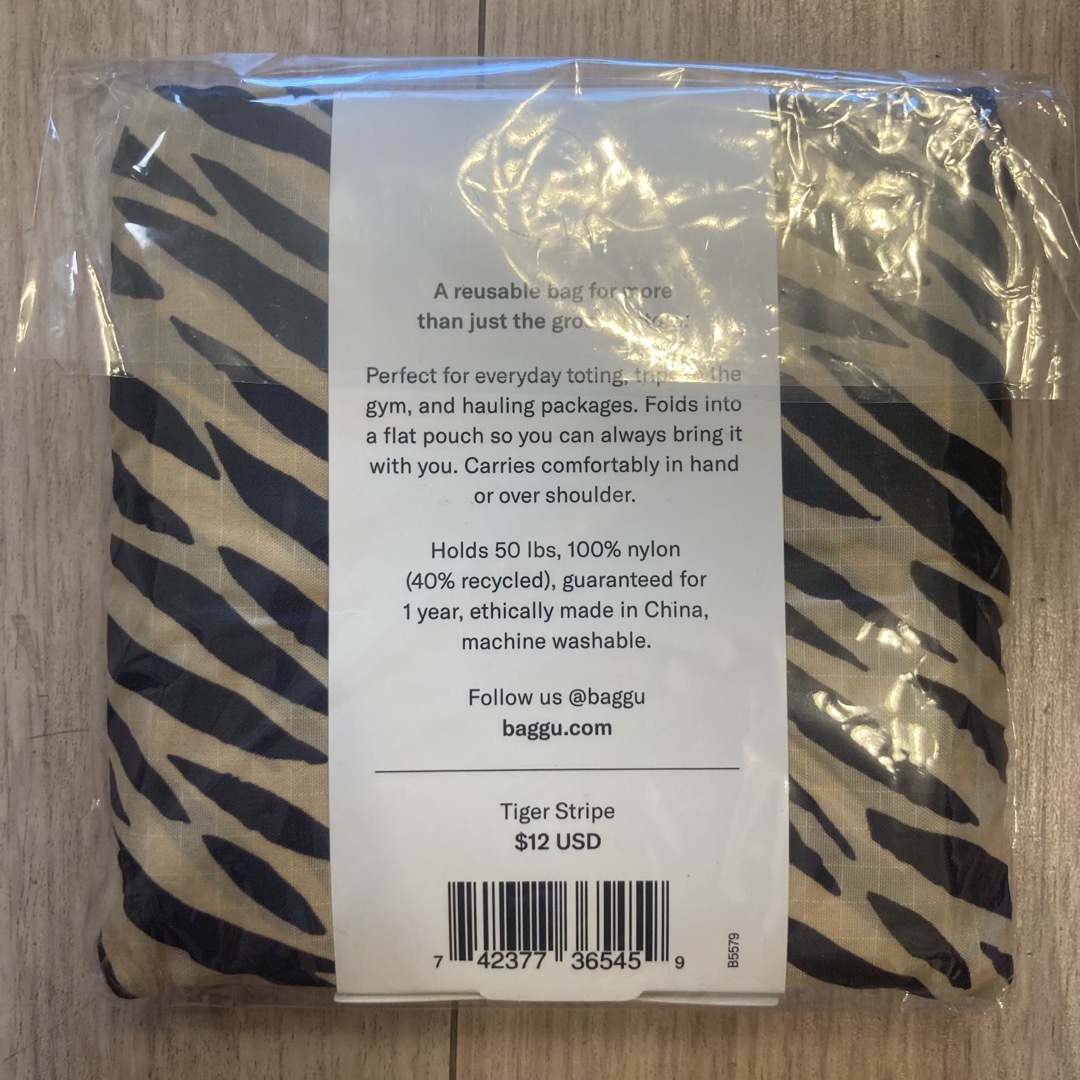 A reusable bag for more
than just the
Perfect for everyday toting, the
gym, and hauling packages. Folds into
a flat pouch so you can always bring it
with you. Carries comfortably in hand
or over shoulder.
Holds 50 lbs, 100% nylon
(40% recycled), guaranteed for
1 year, ethically made in China,
machine washable.
Follow us @baggu
baggu.com
Tiger Stripe
$12 USD
7 42377 36545 9
B5579